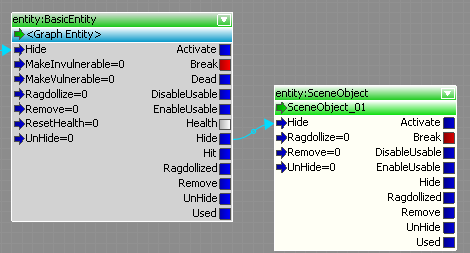 entity:BasicEntity
<Graph Entity>
Hide Activate
MakeInvulnerable=0 Break
MakeVulnerable=0 Dead
Ragdollize=0 DisableUsable
Remove=0 EnableUsable
ResetHealth=0 Health
UnHide=0 Hide
Hit
Ragdollized
Remove
UnHide
Used
entity:SceneObject
SceneObject_01
Hide Activate
Ragdollize=0 Break
Remove=0 DisableUsable
UnHide=0 EnableUsable
Hide
Ragdollized
Remove
UnHide
Used